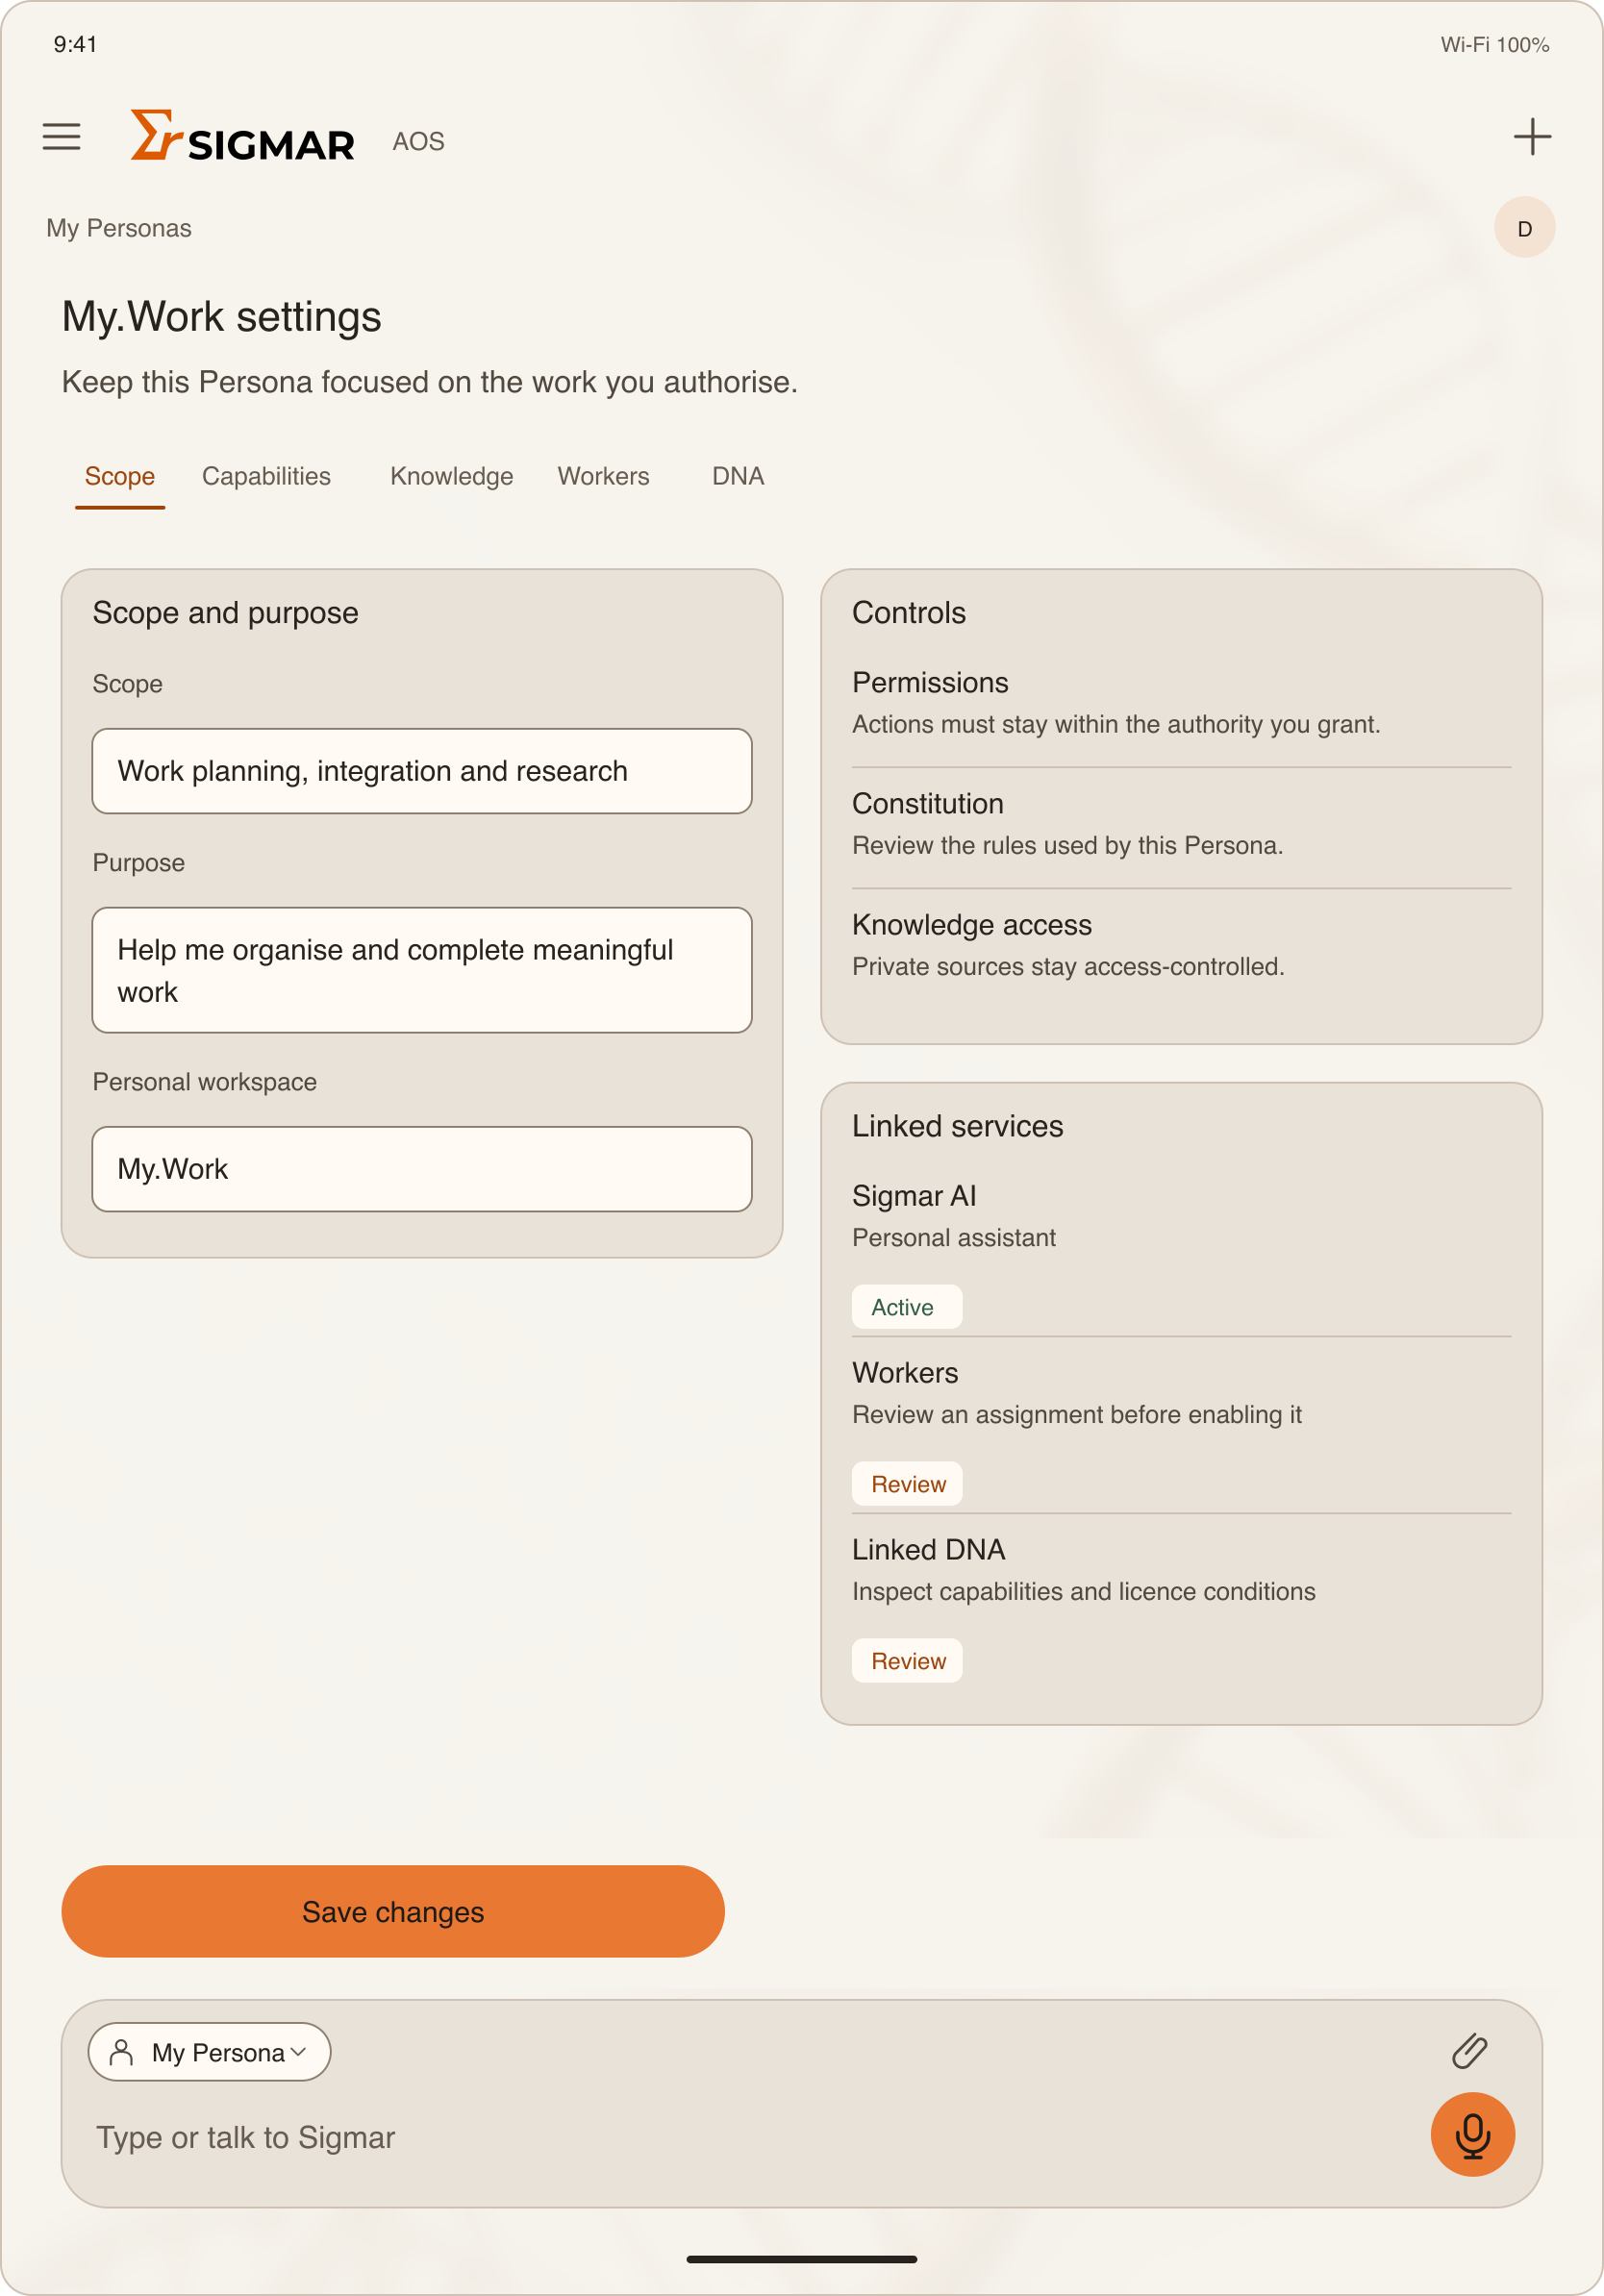 9:41
Wi-Fi 100%
Σr SIGMAR AOS
My Personas
D
My.Work settings
Keep this Persona focused on the work you authorise.
Scope Capabilities Knowledge Workers DNA
Scope and purpose
Scope
Work planning, integration and research
Purpose
Help me organise and complete meaningful
work
Personal workspace
My.Work
Controls
Permissions
Actions must stay within the authority you grant.
Constitution
Review the rules used by this Persona.
Knowledge access
Private sources stay access-controlled.
Linked services
Sigmar AI
Personal assistant
Active
Workers
Review an assignment before enabling it
Review
Linked DNA
Inspect capabilities and licence conditions
Review
Save changes
My Persona
Type or talk to Sigmar